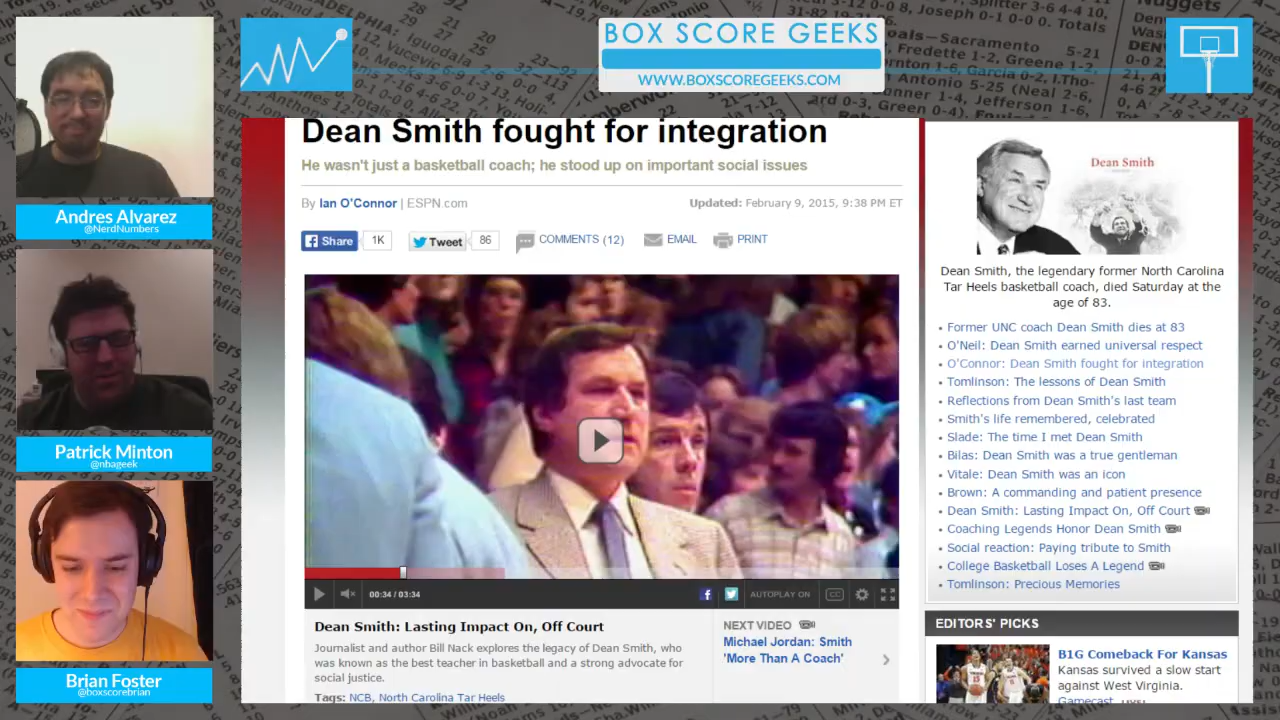 BOX SCORE GEEKS
WWW.BOXSCOREGEEKS.COM
Andres Alvarez
@NerdNumbers
Patrick Minton
@nbageek
Brian Foster
@boxscorebrian
Dean Smith fought for integration
He wasn't just a basketball coach; he stood up on important social issues
By Ian O'Connor | ESPN.com
Updated: February 9, 2015, 9:38 PM ET
Share 1K Tweet 86 COMMENTS (12) EMAIL PRINT
00:34 / 03:34
AUTOPLAY ON
CC
Dean Smith: Lasting Impact On, Off Court
Journalist and author Bill Nack explores the legacy of Dean Smith, who
was known as the best teacher in basketball and a strong advocate for
social justice.
Tags: NCB, North Carolina Tar Heels
NEXT VIDEO
Michael Jordan: Smith
'More Than A Coach'
Dean Smith
Dean Smith, the legendary former North Carolina
Tar Heels basketball coach, died Saturday at the
age of 83.
• Former UNC coach Dean Smith dies at 83
• O'Neil: Dean Smith earned universal respect
• O'Connor: Dean Smith fought for integration
• Tomlinson: The lessons of Dean Smith
• Reflections from Dean Smith's last team
• Smith's life remembered, celebrated
• Slade: The time I met Dean Smith
• Bilas: Dean Smith was a true gentleman
• Vitale: Dean Smith was an icon
• Brown: A commanding and patient presence
• Dean Smith: Lasting Impact On, Off Court
• Coaching Legends Honor Dean Smith
• Social reaction: Paying tribute to Smith
• College Basketball Loses A Legend
• Tomlinson: Precious Memories
EDITORS' PICKS
B1G Comeback For Kansas
Kansas survived a slow start
against West Virginia.